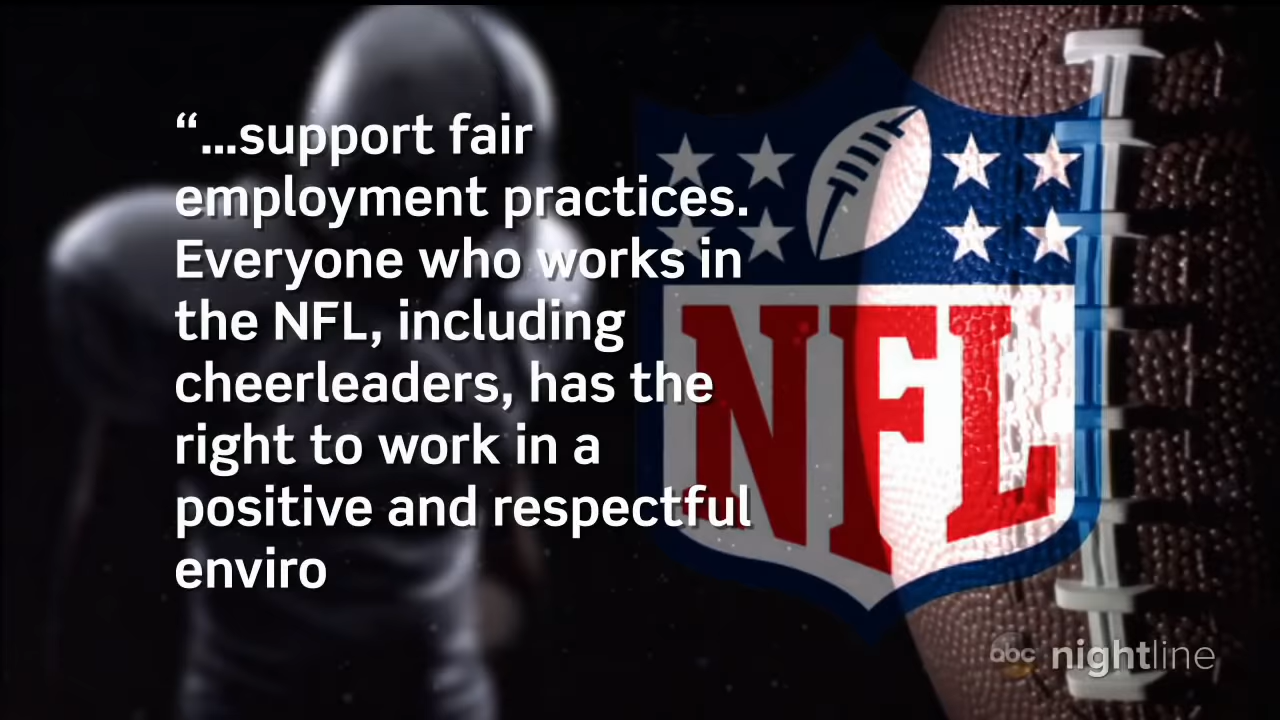 “...support fair
employment practices.
Everyone who works in
the NFL, including
cheerleaders, has the
right to work in a
positive and respectful
enviro
NFL
abc nightline